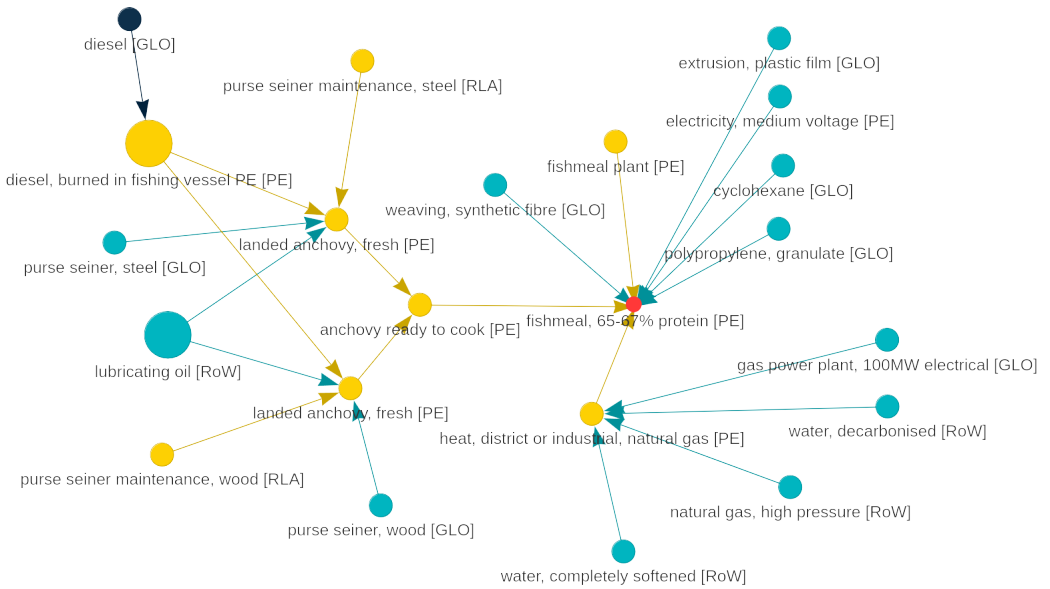 diesel [GLO]
extrusion, plastic film [GLO]
purse seiner maintenance, steel [RLA]
electricity, medium voltage [PE]
fishmeal plant [PE]
diesel, burned in fishing vessel PE [PE]
cyclohexane [GLO]
weaving, synthetic fibre [GLO]
landed anchovy, fresh [PE]
polypropylene, granulate [GLO]
purse seiner, steel [GLO]
fishmeal, 65-67% protein [PE]
anchovy ready to cook [PE]
gas power plant, 100MW electrical [GLO]
lubricating oil [RoW]
landed anchovy, fresh [PE]
water, decarbonised [RoW]
heat, district or industrial, natural gas [PE]
purse seiner maintenance, wood [RLA]
natural gas, high pressure [RoW]
purse seiner, wood [GLO]
water, completely softened [RoW]